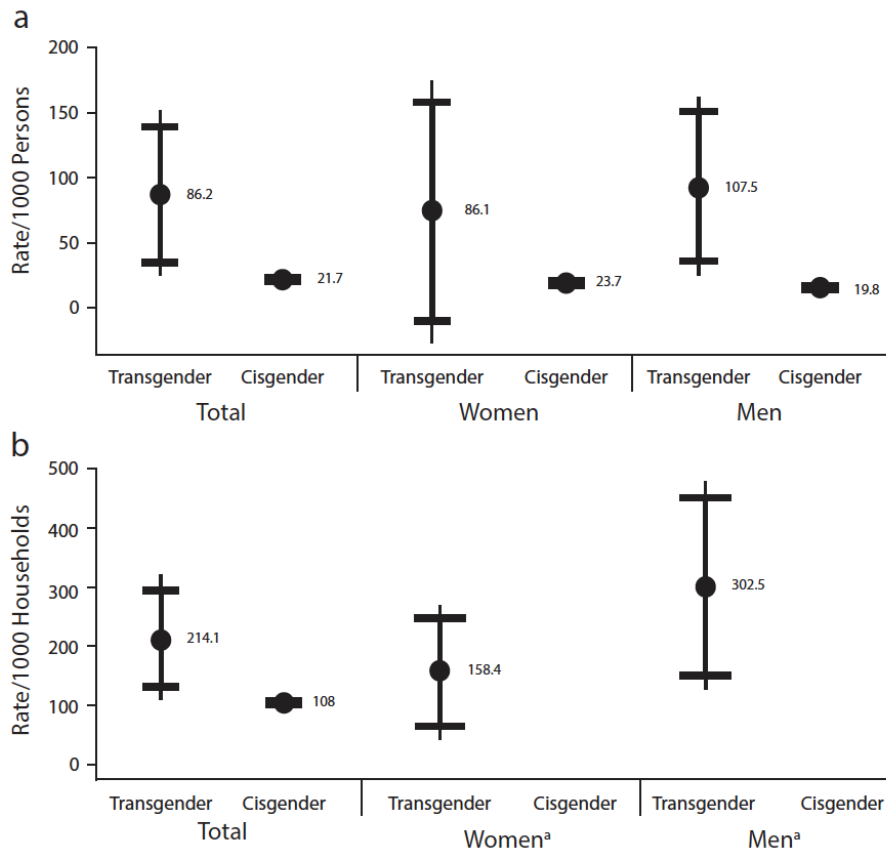 a
Rate/1000 Persons
200
150
100
50
0
86.2
21.7
86.1
23.7
107.5
19.8
Transgender Cisgender Transgender Cisgender Transgender Cisgender
Total Women Men
b
Rate/1000 Households
500
400
300
200
100
0
214.1
108
158.4
302.5
Transgender Cisgender Transgender Cisgender Transgender Cisgender
Total Womenᵃ Menᵃ